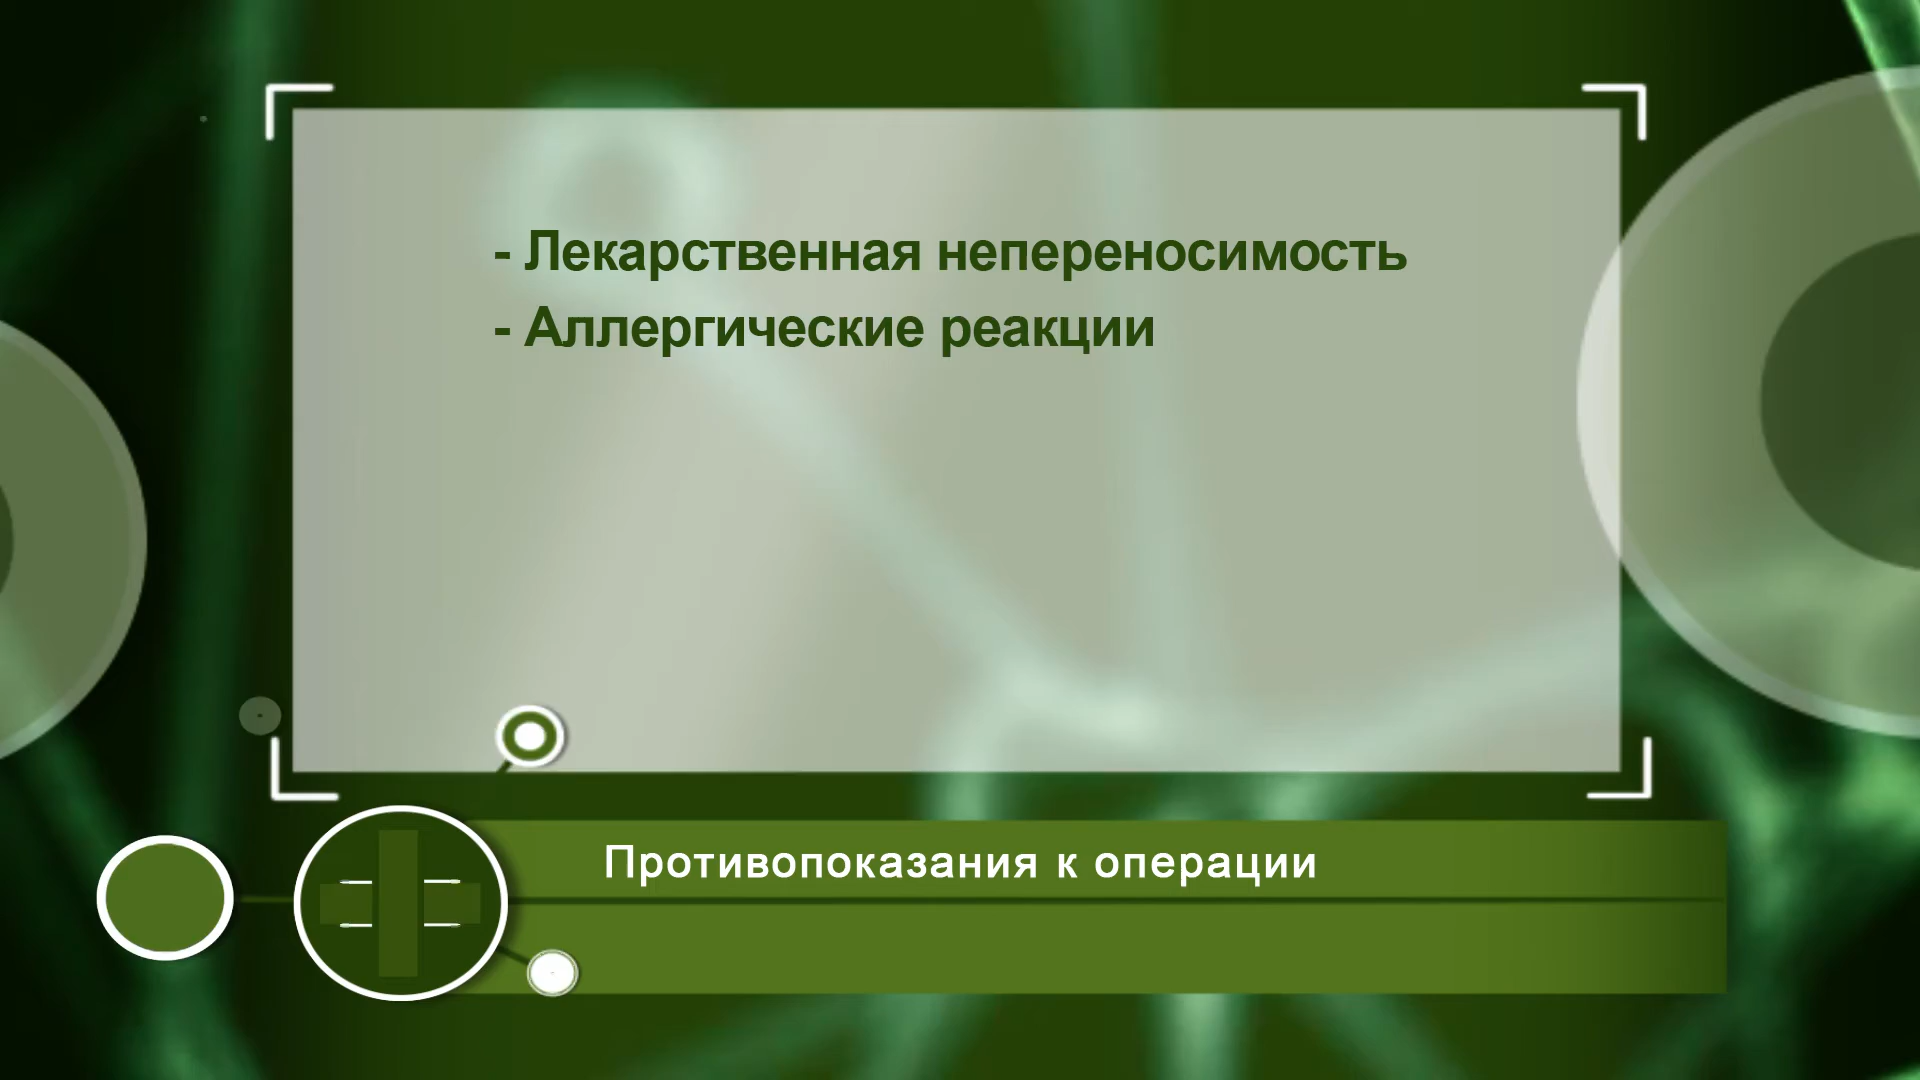 - Лекарственная непереносимость
- Аллергические реакции
Противопоказания к операции